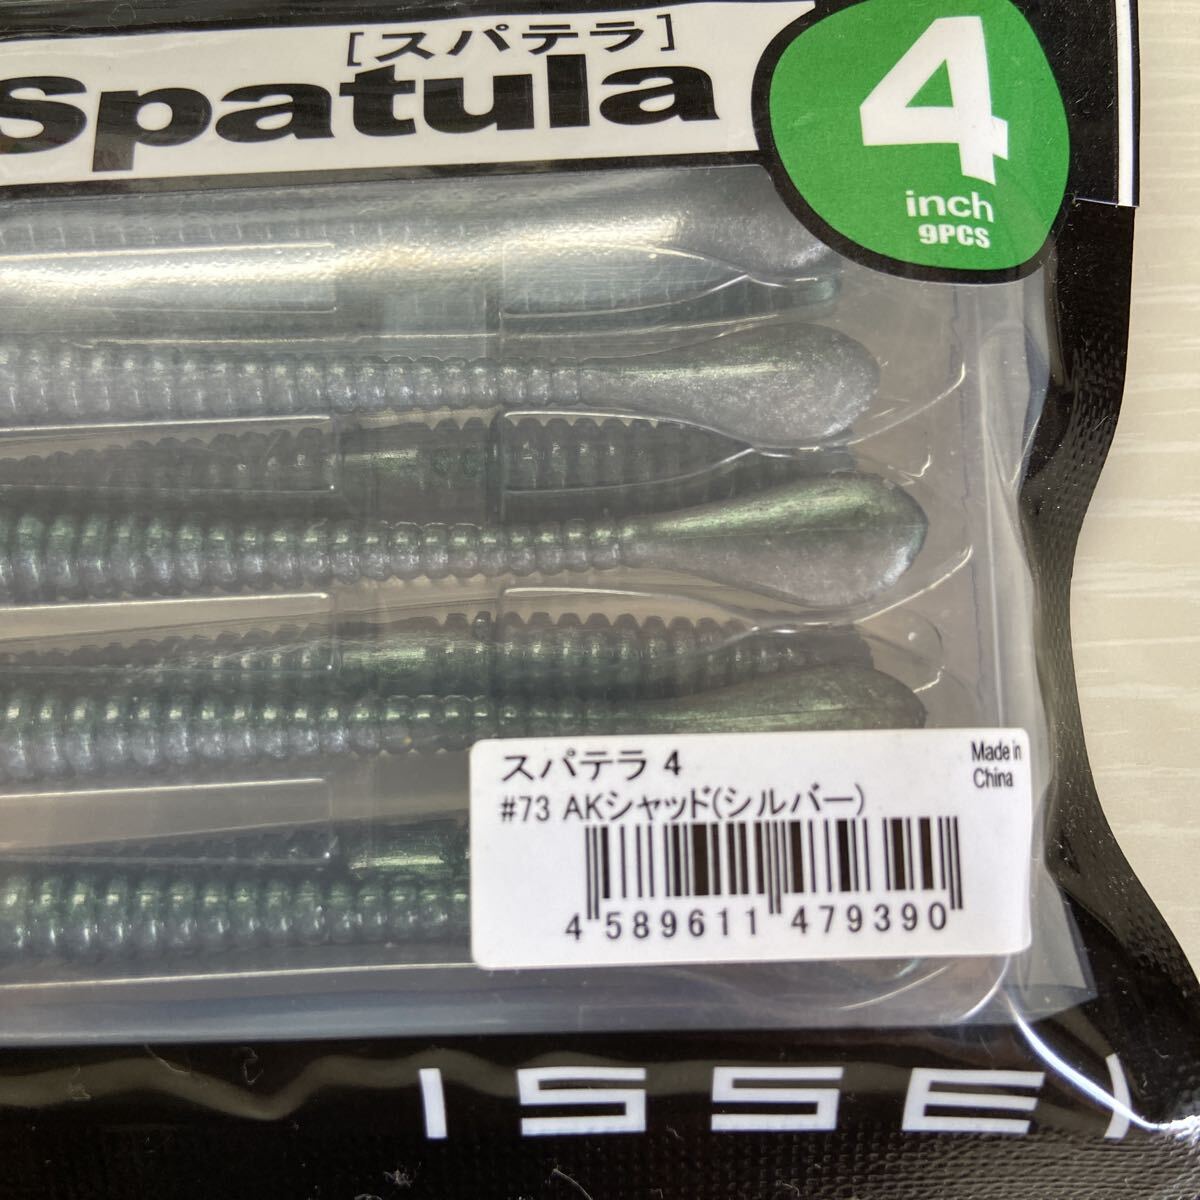 [スパテラ]
Spatula
4
inch
9PCS
スパテラ 4
Made in
China
#73 AKシャッド(シルバー)
4 589611 479390
ISSEI